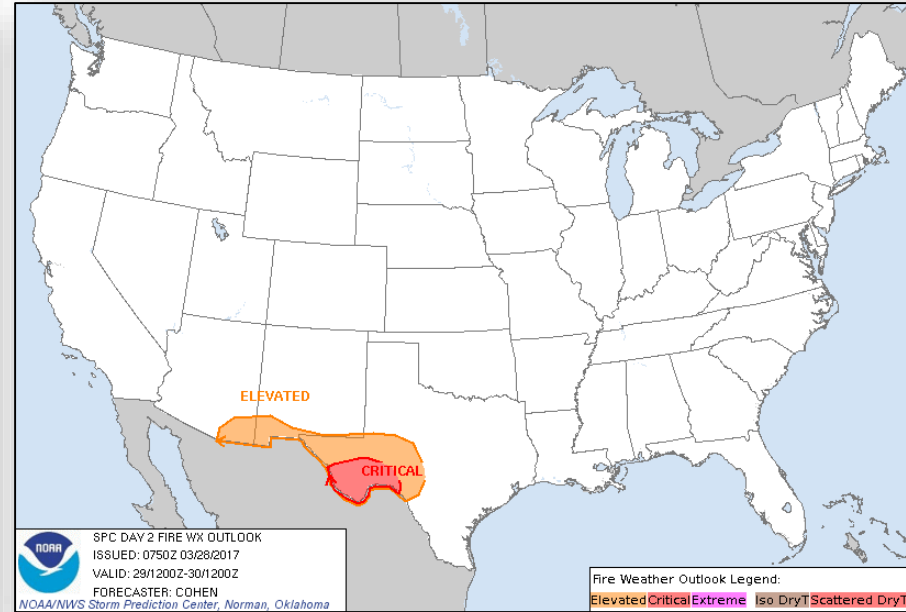 ELEVATED
CRITICAL
NOAA
SPC DAY 2 FIRE WX OUTLOOK
ISSUED: 0750Z 03/28/2017
VALID: 29/1200Z-30/1200Z
FORECASTER: COHEN
NOAA/NWS Storm Prediction Center, Norman, Oklahoma
Fire Weather Outlook Legend:
Elevated Critical Extreme Iso DryT Scattered DryT